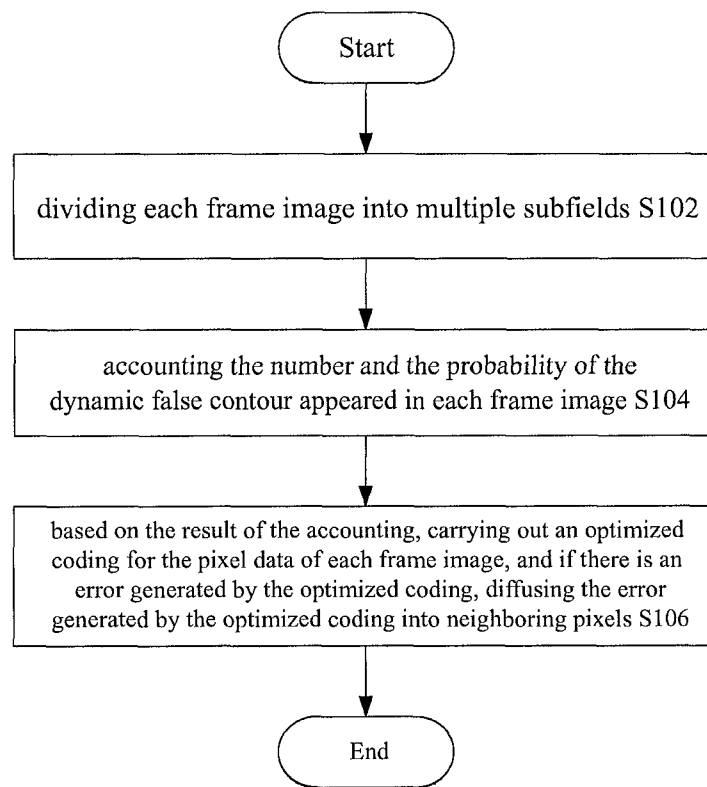 Start
dividing each frame image into multiple subfields S102
accounting the number and the probability of the
dynamic false contour appeared in each frame image S104
based on the result of the accounting, carrying out an optimized
coding for the pixel data of each frame image, and if there is an
error generated by the optimized coding, diffusing the error
generated by the optimized coding into neighboring pixels S106
End